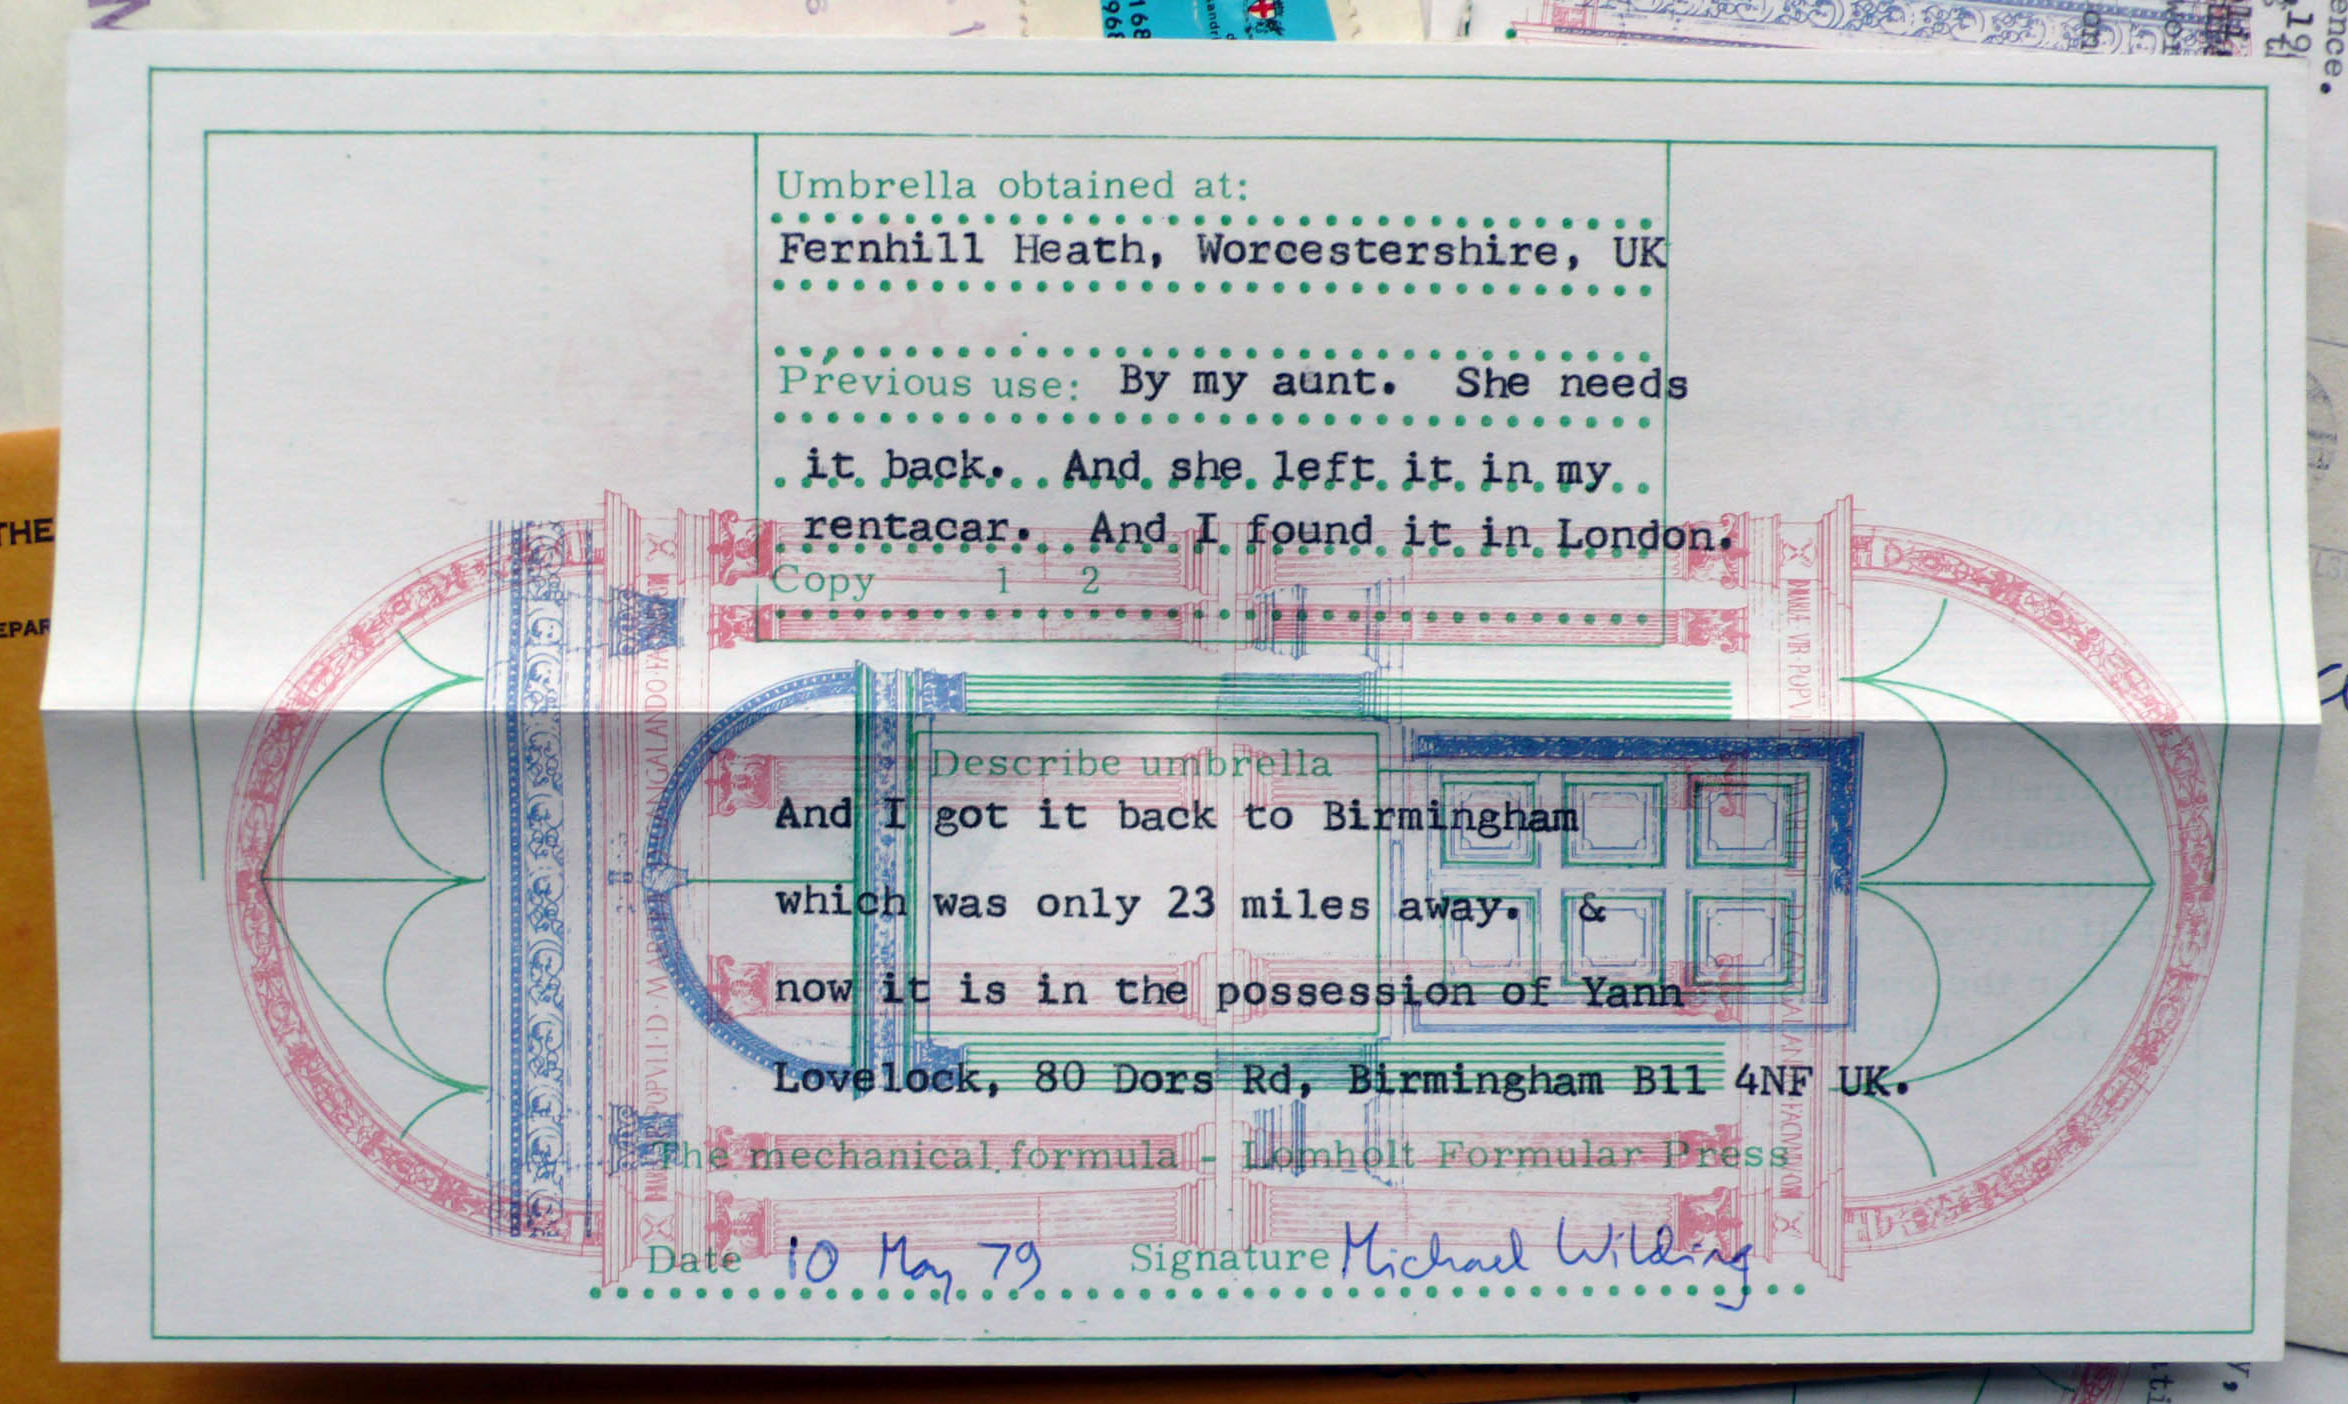 Umbrella obtained at:
Fernhill Heath, Worcestershire, UK
Previous use: By my aunt. She needs
it back. And she left it in my
rentacar. And I found it in London.
Copy 1 2
Describe umbrella
And I got it back to Birmingham
which was only 23 miles away. &
now it is in the possession of Yann
Lovelock, 80 Dors Rd, Birmingham B11 4NF UK.
The mechanical formula - Lomholt Formular Press
Date 10 May 79 Signature Michael Wilding
THE
EPAR
ence.